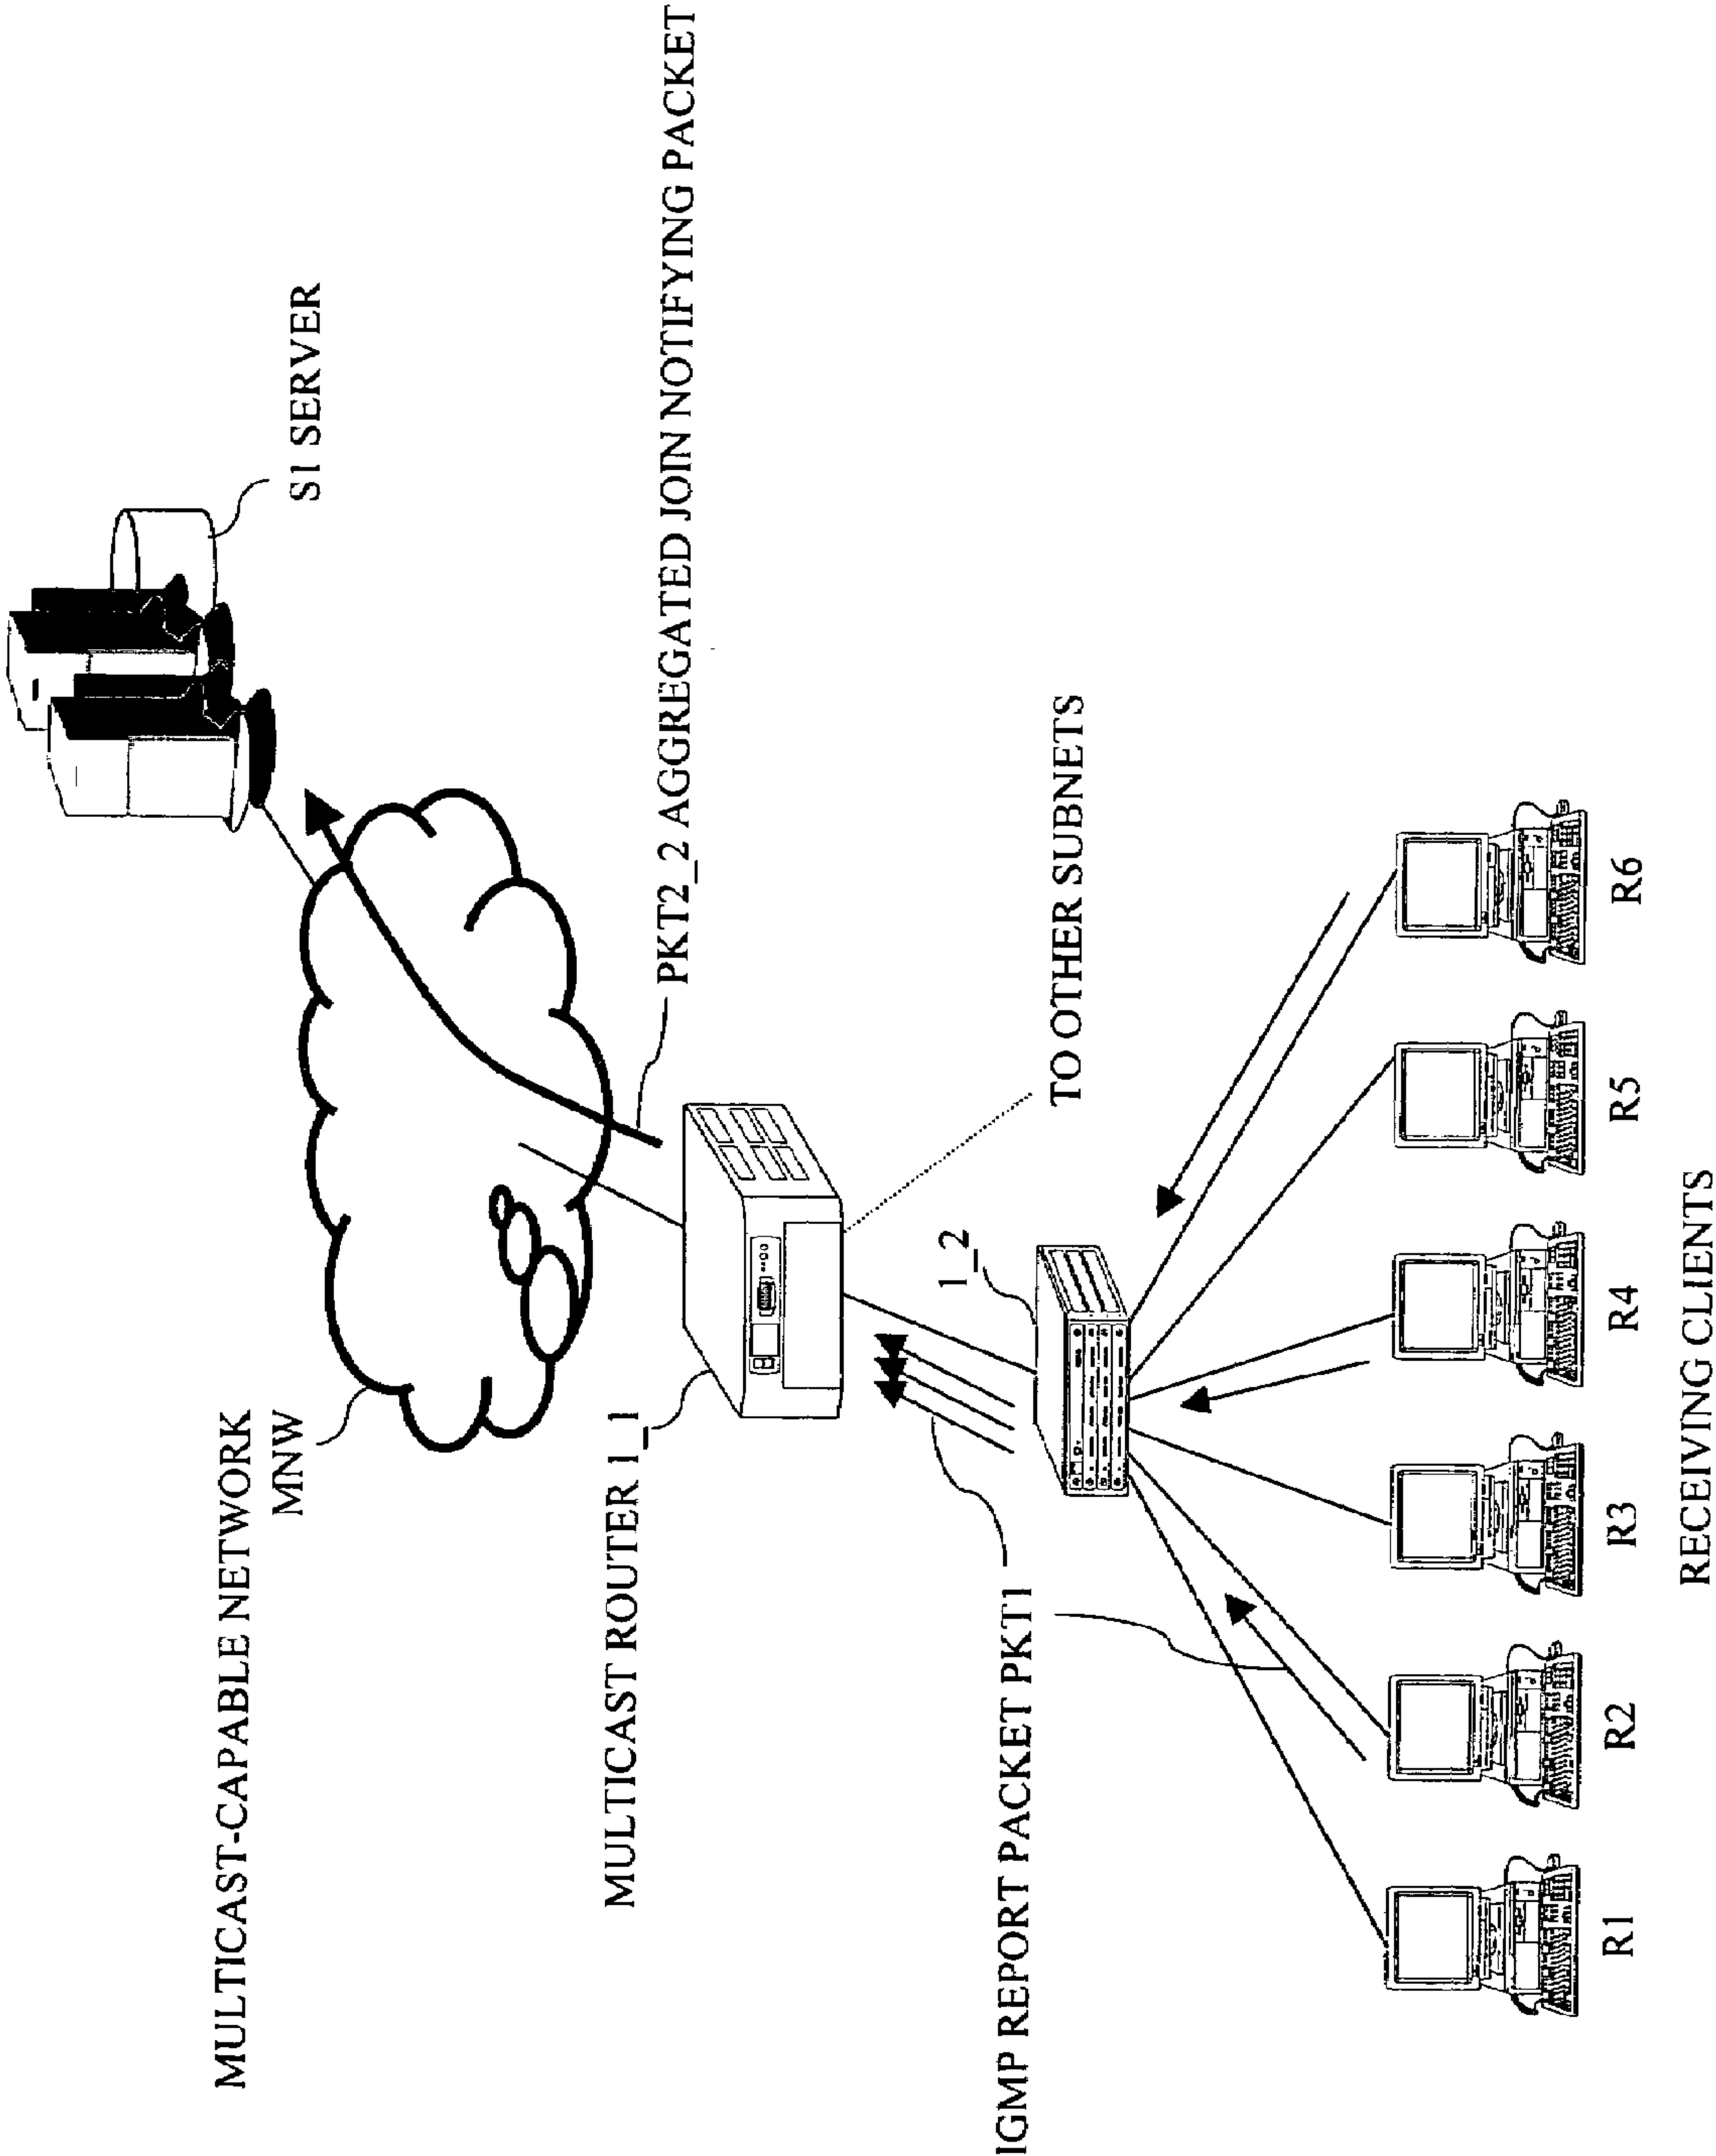 S1 SERVER
MULTICAST-CAPABLE NETWORK
MNW
PKT2_2 AGGREGATED JOIN NOTIFYING PACKET
MULTICAST ROUTER 1_1
TO OTHER SUBNETS
1_2
IGMP REPORT PACKET PKT1
R1
R2
R3
R4
R5
R6
RECEIVING CLIENTS